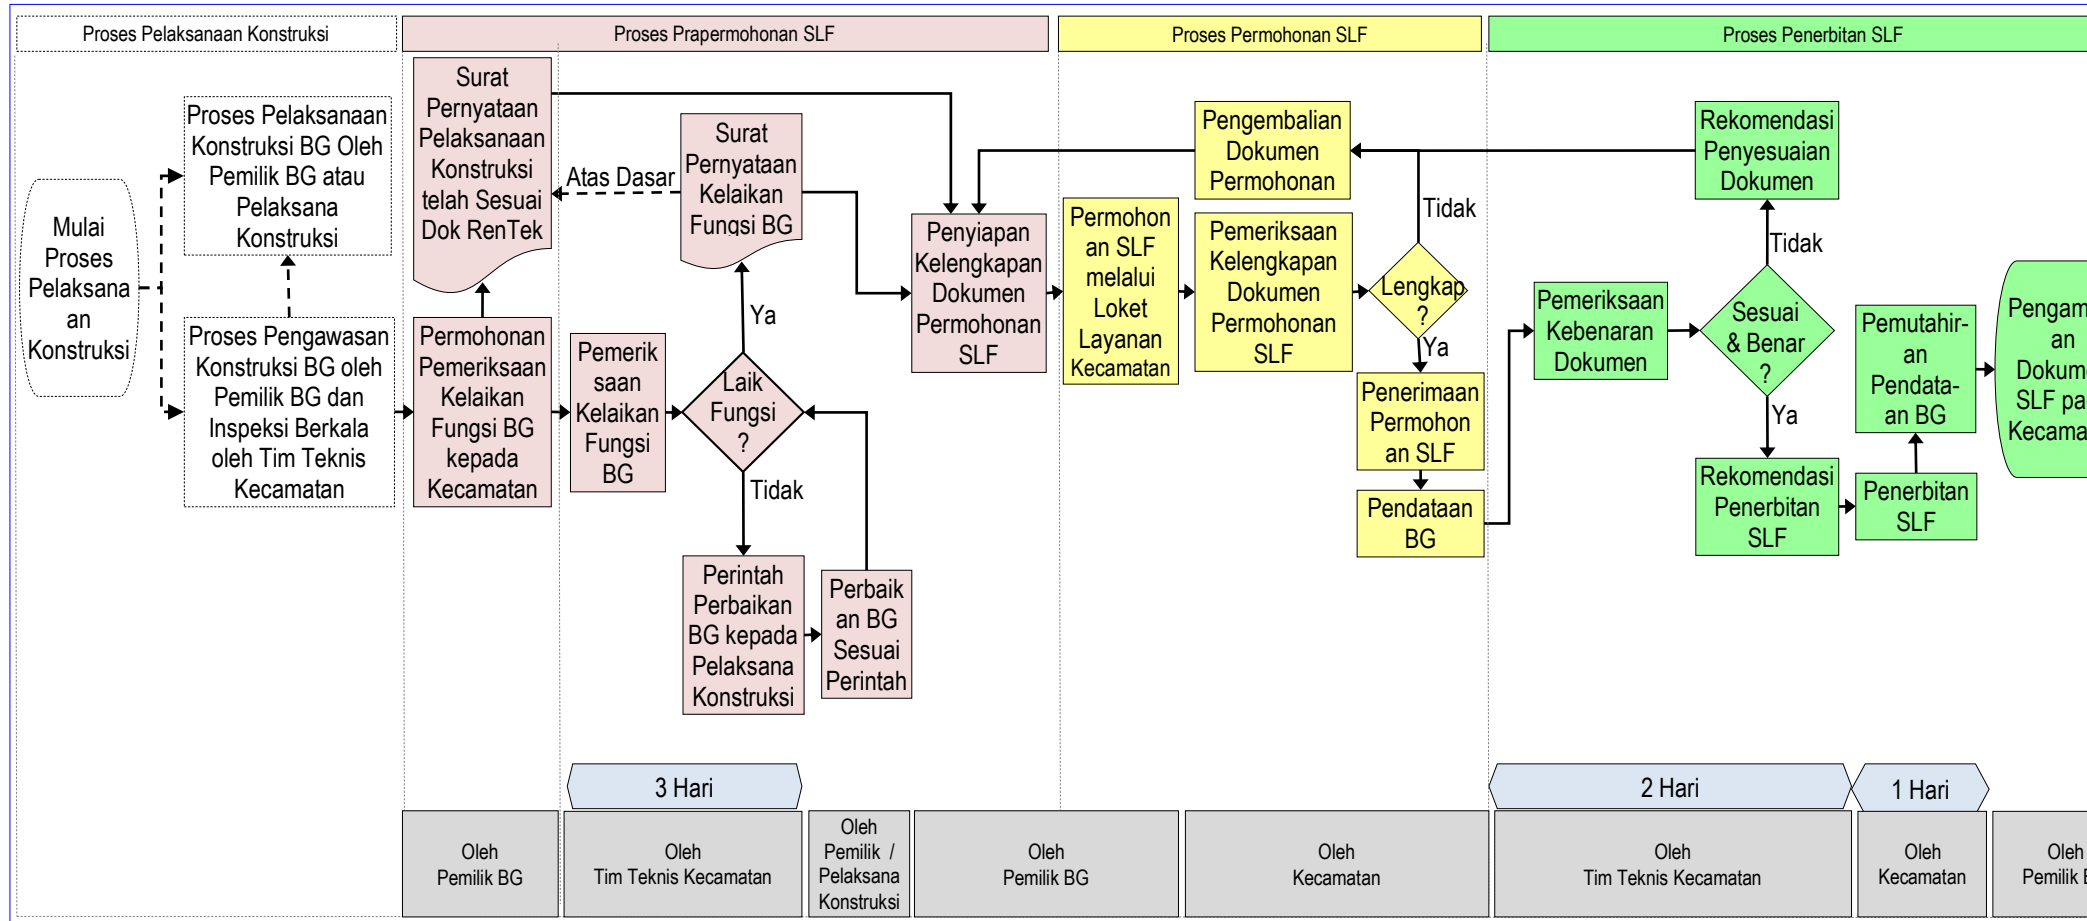 Proses Pelaksanaan Konstruksi
Proses Prapermohonan SLF
Proses Permohonan SLF
Proses Penerbitan SLF
Mulai
Proses
Pelaksana
an
Konstruksi
Proses Pelaksanaan
Konstruksi BG Oleh
Pemilik BG atau
Pelaksana
Konstruksi
Proses Pengawasan
Konstruksi BG oleh
Pemilik BG dan
Inspeksi Berkala
oleh Tim Teknis
Kecamatan
Surat
Pernyataan
Pelaksanaan
Konstruksi
telah Sesuai
Dok RenTek
Permohonan
Pemeriksaan
Kelaikan
Fungsi BG
kepada
Kecamatan
Atas Dasar
Surat
Pernyataan
Kelaikan
Fungsi BG
Ya
Pemerik
saan
Kelaikan
Fungsi
BG
Laik
Fungsi
?
Tidak
Perintah
Perbaikan
BG kepada
Pelaksana
Konstruksi
Perbaik
an BG
Sesuai
Perintah
Penyiapan
Kelengkapan
Dokumen
Permohonan
SLF
Permohon
an SLF
melalui
Loket
Layanan
Kecamatan
Pengembalian
Dokumen
Permohonan
Pemeriksaan
Kelengkapan
Dokumen
Permohonan
SLF
Tidak
Lengkap
?
Ya
Penerimaan
Permohon
an SLF
Pendataan
BG
Pemeriksaan
Kebenaran
Dokumen
Rekomendasi
Penyesuaian
Dokumen
Tidak
Sesuai
& Benar
?
Ya
Rekomendasi
Penerbitan
SLF
Penerbitan
SLF
Pemutahir-
an
Pendata-
an BG
an
SLF
3 Hari
2 Hari
1 Hari
Oleh
Pemilik BG
Oleh
Tim Teknis Kecamatan
Oleh
Pemilik /
Pelaksana
Konstruksi
Oleh
Pemilik BG
Oleh
Kecamatan
Oleh
Tim Teknis Kecamatan
Oleh
Kecamatan
Oleh
Pemilik